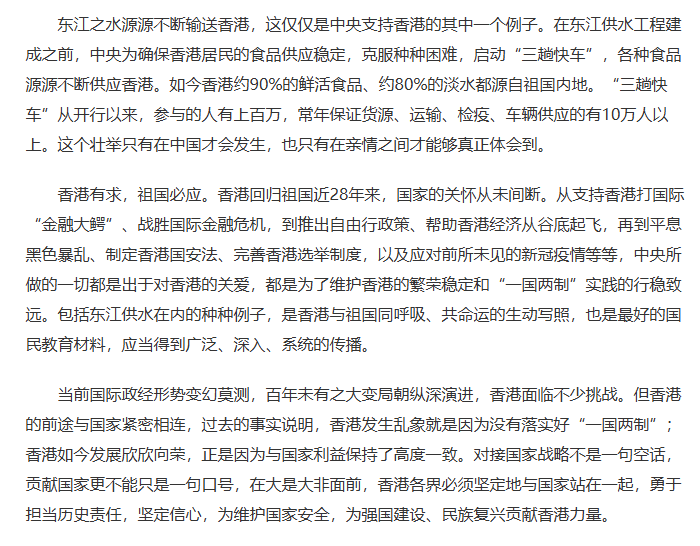 东江之水源源不断输送香港，这仅仅是中央支持香港的其中一个例子。在东江供水工程建
成之前，中央为确保香港居民的食品供应稳定，克服种种困难，启动“三趟快车”，各种食品
源源不断供应香港。如今香港约90%的鲜活食品、约80%的淡水都源自祖国内地。“三趟快
车”从开行以来，参与的人有上百万，常年保证货源、运输、检疫、车辆供应的有10万人以
上。这个壮举只有在中国才会发生，也只有在亲情之间才能够真正体会到。
香港有求，祖国必应。香港回归祖国近28年来，国家的关怀从未间断。从支持香港打国际
“金融大鳄”、战胜国际金融危机，到推出自由行政策、帮助香港经济从谷底起飞，再到平息
黑色暴乱、制定香港国安法、完善香港选举制度，以及应对前所未见的新冠疫情等等，中央所
做的一切都是出于对香港的关爱，都是为了维护香港的繁荣稳定和“一国两制”实践的行稳致
远。包括东江供水在内的种种例子，是香港与祖国同呼吸、共命运的生动写照，也是最好的国
民教育材料，应当得到广泛、深入、系统的传播。
当前国际政经形势变幻莫测，百年未有之大变局朝纵深演进，香港面临不少挑战。但香港
的前途与国家紧密相连，过去的事实说明，香港发生乱象就是因为没有落实好“一国两制”；
香港如今发展欣欣向荣，正是因为与国家利益保持了高度一致。对接国家战略不是一句空话，
贡献国家更不能只是一句口号，在大是大非面前，香港各界必须坚定地与国家站在一起，勇于
担当历史责任，坚定信心，为维护国家安全，为强国建设、民族复兴贡献香港力量。